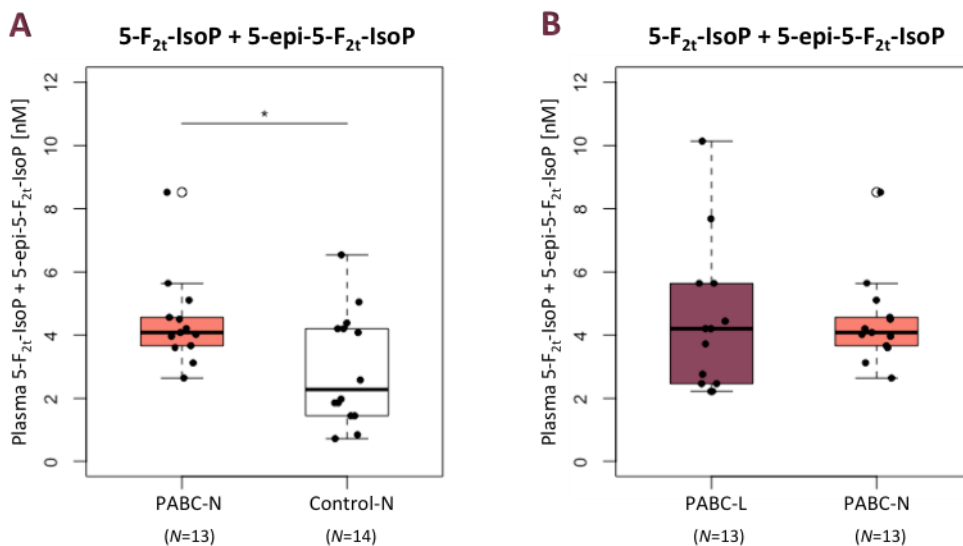 A
5-F2t-IsoP + 5-epi-5-F2t-IsoP
Plasma 5-F2t-IsoP + 5-epi-5-F2t-IsoP [nM]
12
10
8
6
4
2
0
*
PABC-N
Control-N
(N=13)
(N=14)
B
5-F2t-IsoP + 5-epi-5-F2t-IsoP
Plasma 5-F2t-IsoP + 5-epi-5-F2t-IsoP [nM]
12
10
8
6
4
2
0
PABC-L
PABC-N
(N=13)
(N=13)